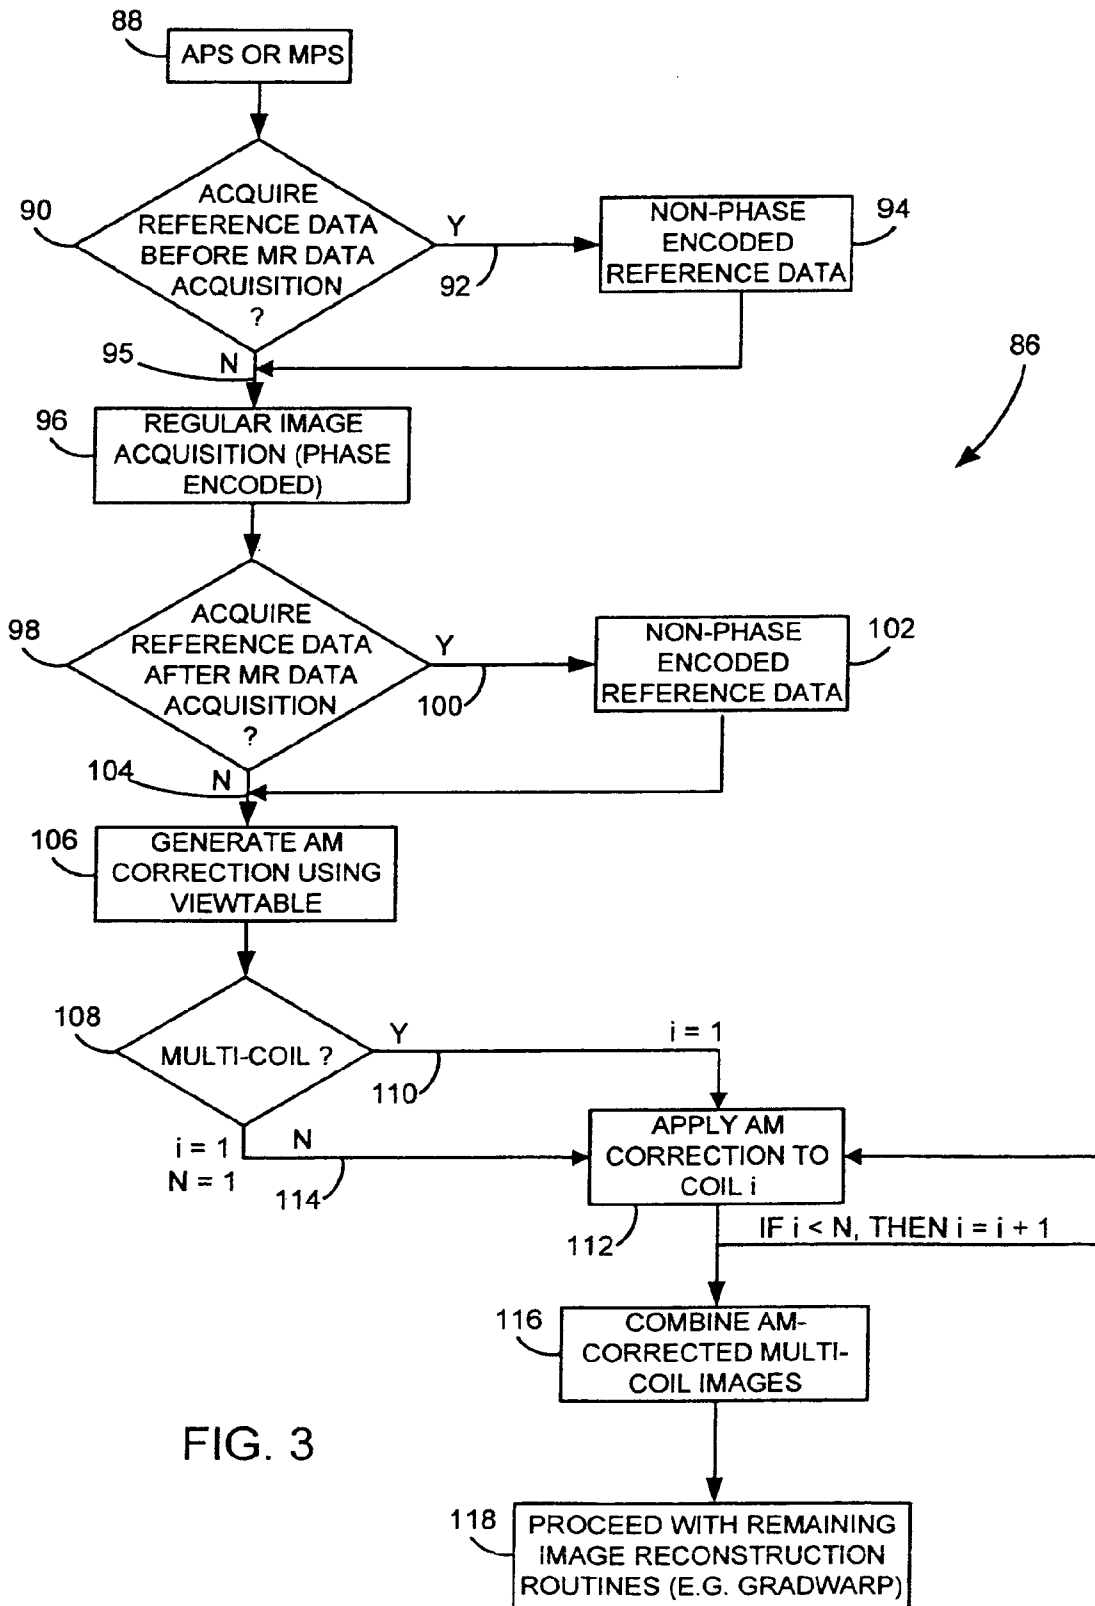 88
APS OR MPS
90
ACQUIRE
REFERENCE DATA
BEFORE MR DATA
ACQUISITION
?
Y
92
NON-PHASE
ENCODED
REFERENCE DATA
94
95
N
86
96
REGULAR IMAGE
ACQUISITION (PHASE
ENCODED)
98
ACQUIRE
REFERENCE DATA
AFTER MR DATA
ACQUISITION
?
Y
100
NON-PHASE
ENCODED
REFERENCE DATA
102
104
N
106
GENERATE AM
CORRECTION USING
VIEWTABLE
108
MULTI-COIL ?
Y
110
i = 1
i = 1
N = 1
N
114
APPLY AM
CORRECTION TO
COIL i
112
IF i < N, THEN i = i + 1
116
COMBINE AM-
CORRECTED MULTI-
COIL IMAGES
FIG. 3
118
PROCEED WITH REMAINING
IMAGE RECONSTRUCTION
ROUTINES (E.G. GRADWARP)